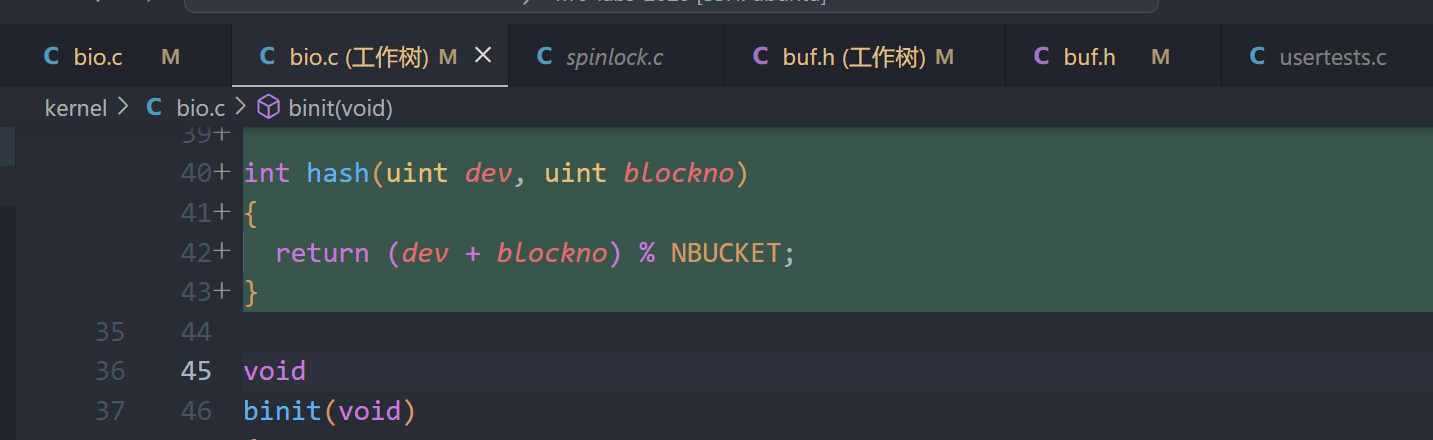 C bio.c M C bio.c (工作树) M × C spinlock.c C buf.h (工作树) M C buf.h M C usertests.c
kernel > C bio.c > binit(void)
39+
40+ int hash(uint dev, uint blockno)
41+ {
42+ return (dev + blockno) % NBUCKET;
43+ }
35 44
36 45 void
37 46 binit(void)